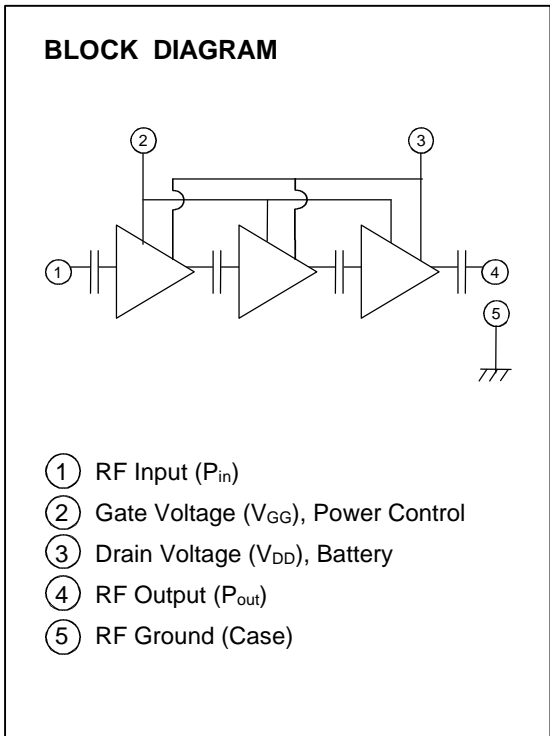 BLOCK DIAGRAM
2 3
1 4
5
1 RF Input (Pin)
2 Gate Voltage (VGG), Power Control
3 Drain Voltage (VDD), Battery
4 RF Output (Pout)
5 RF Ground (Case)